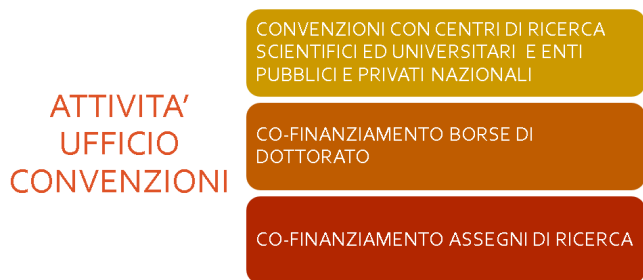 ATTIVITA'
UFFICIO
CONVENZIONI
CONVENZIONI CON CENTRI DI RICERCA
SCIENTIFICI ED UNIVERSITARI E ENTI
PUBBLICI E PRIVATI NAZIONALI
CO-FINANZIAMENTO BORSE DI
DOTTORATO
CO-FINANZIAMENTO ASSEGNI DI RICERCA